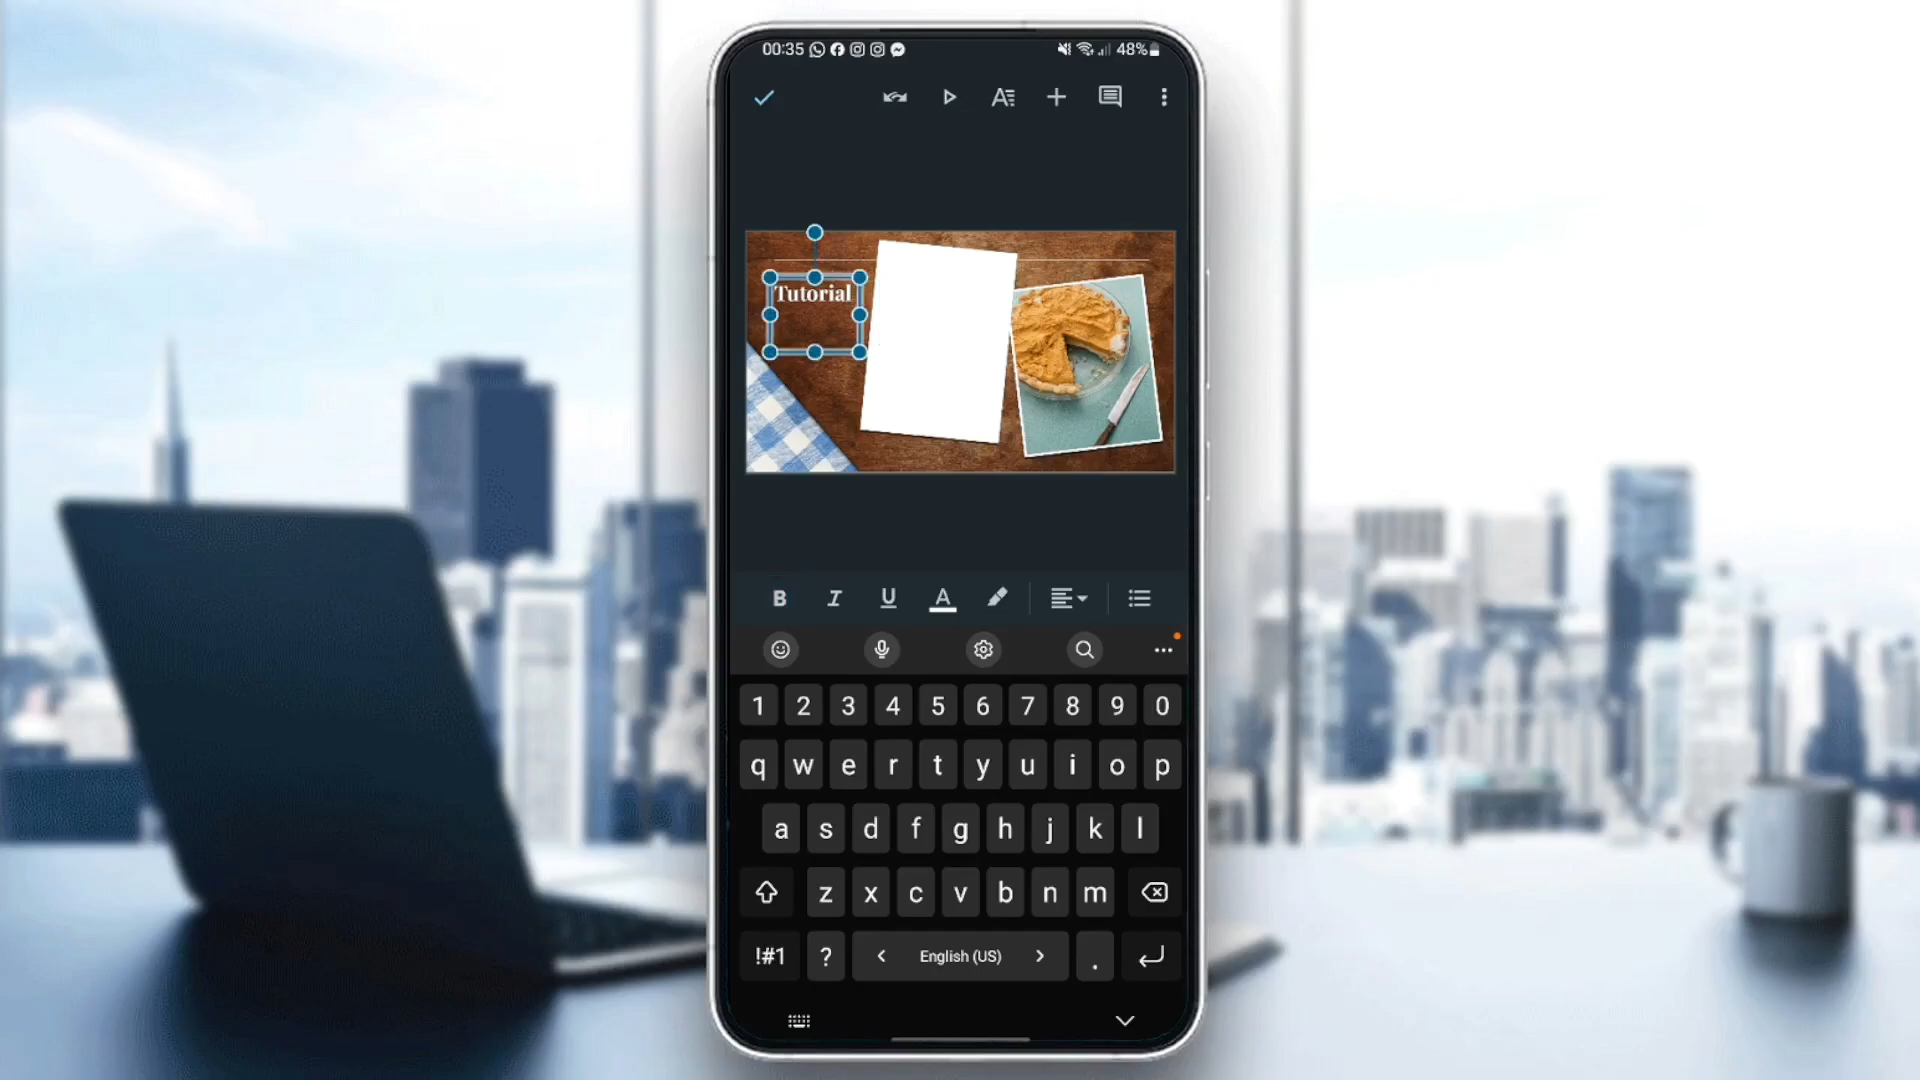 00:35 48%
Tutorial
B I U A
1 2 3 4 5 6 7 8 9 0
q w e r t y u i o p
a s d f g h j k l
z x c v b n m
!#1 ? < English (US) > .